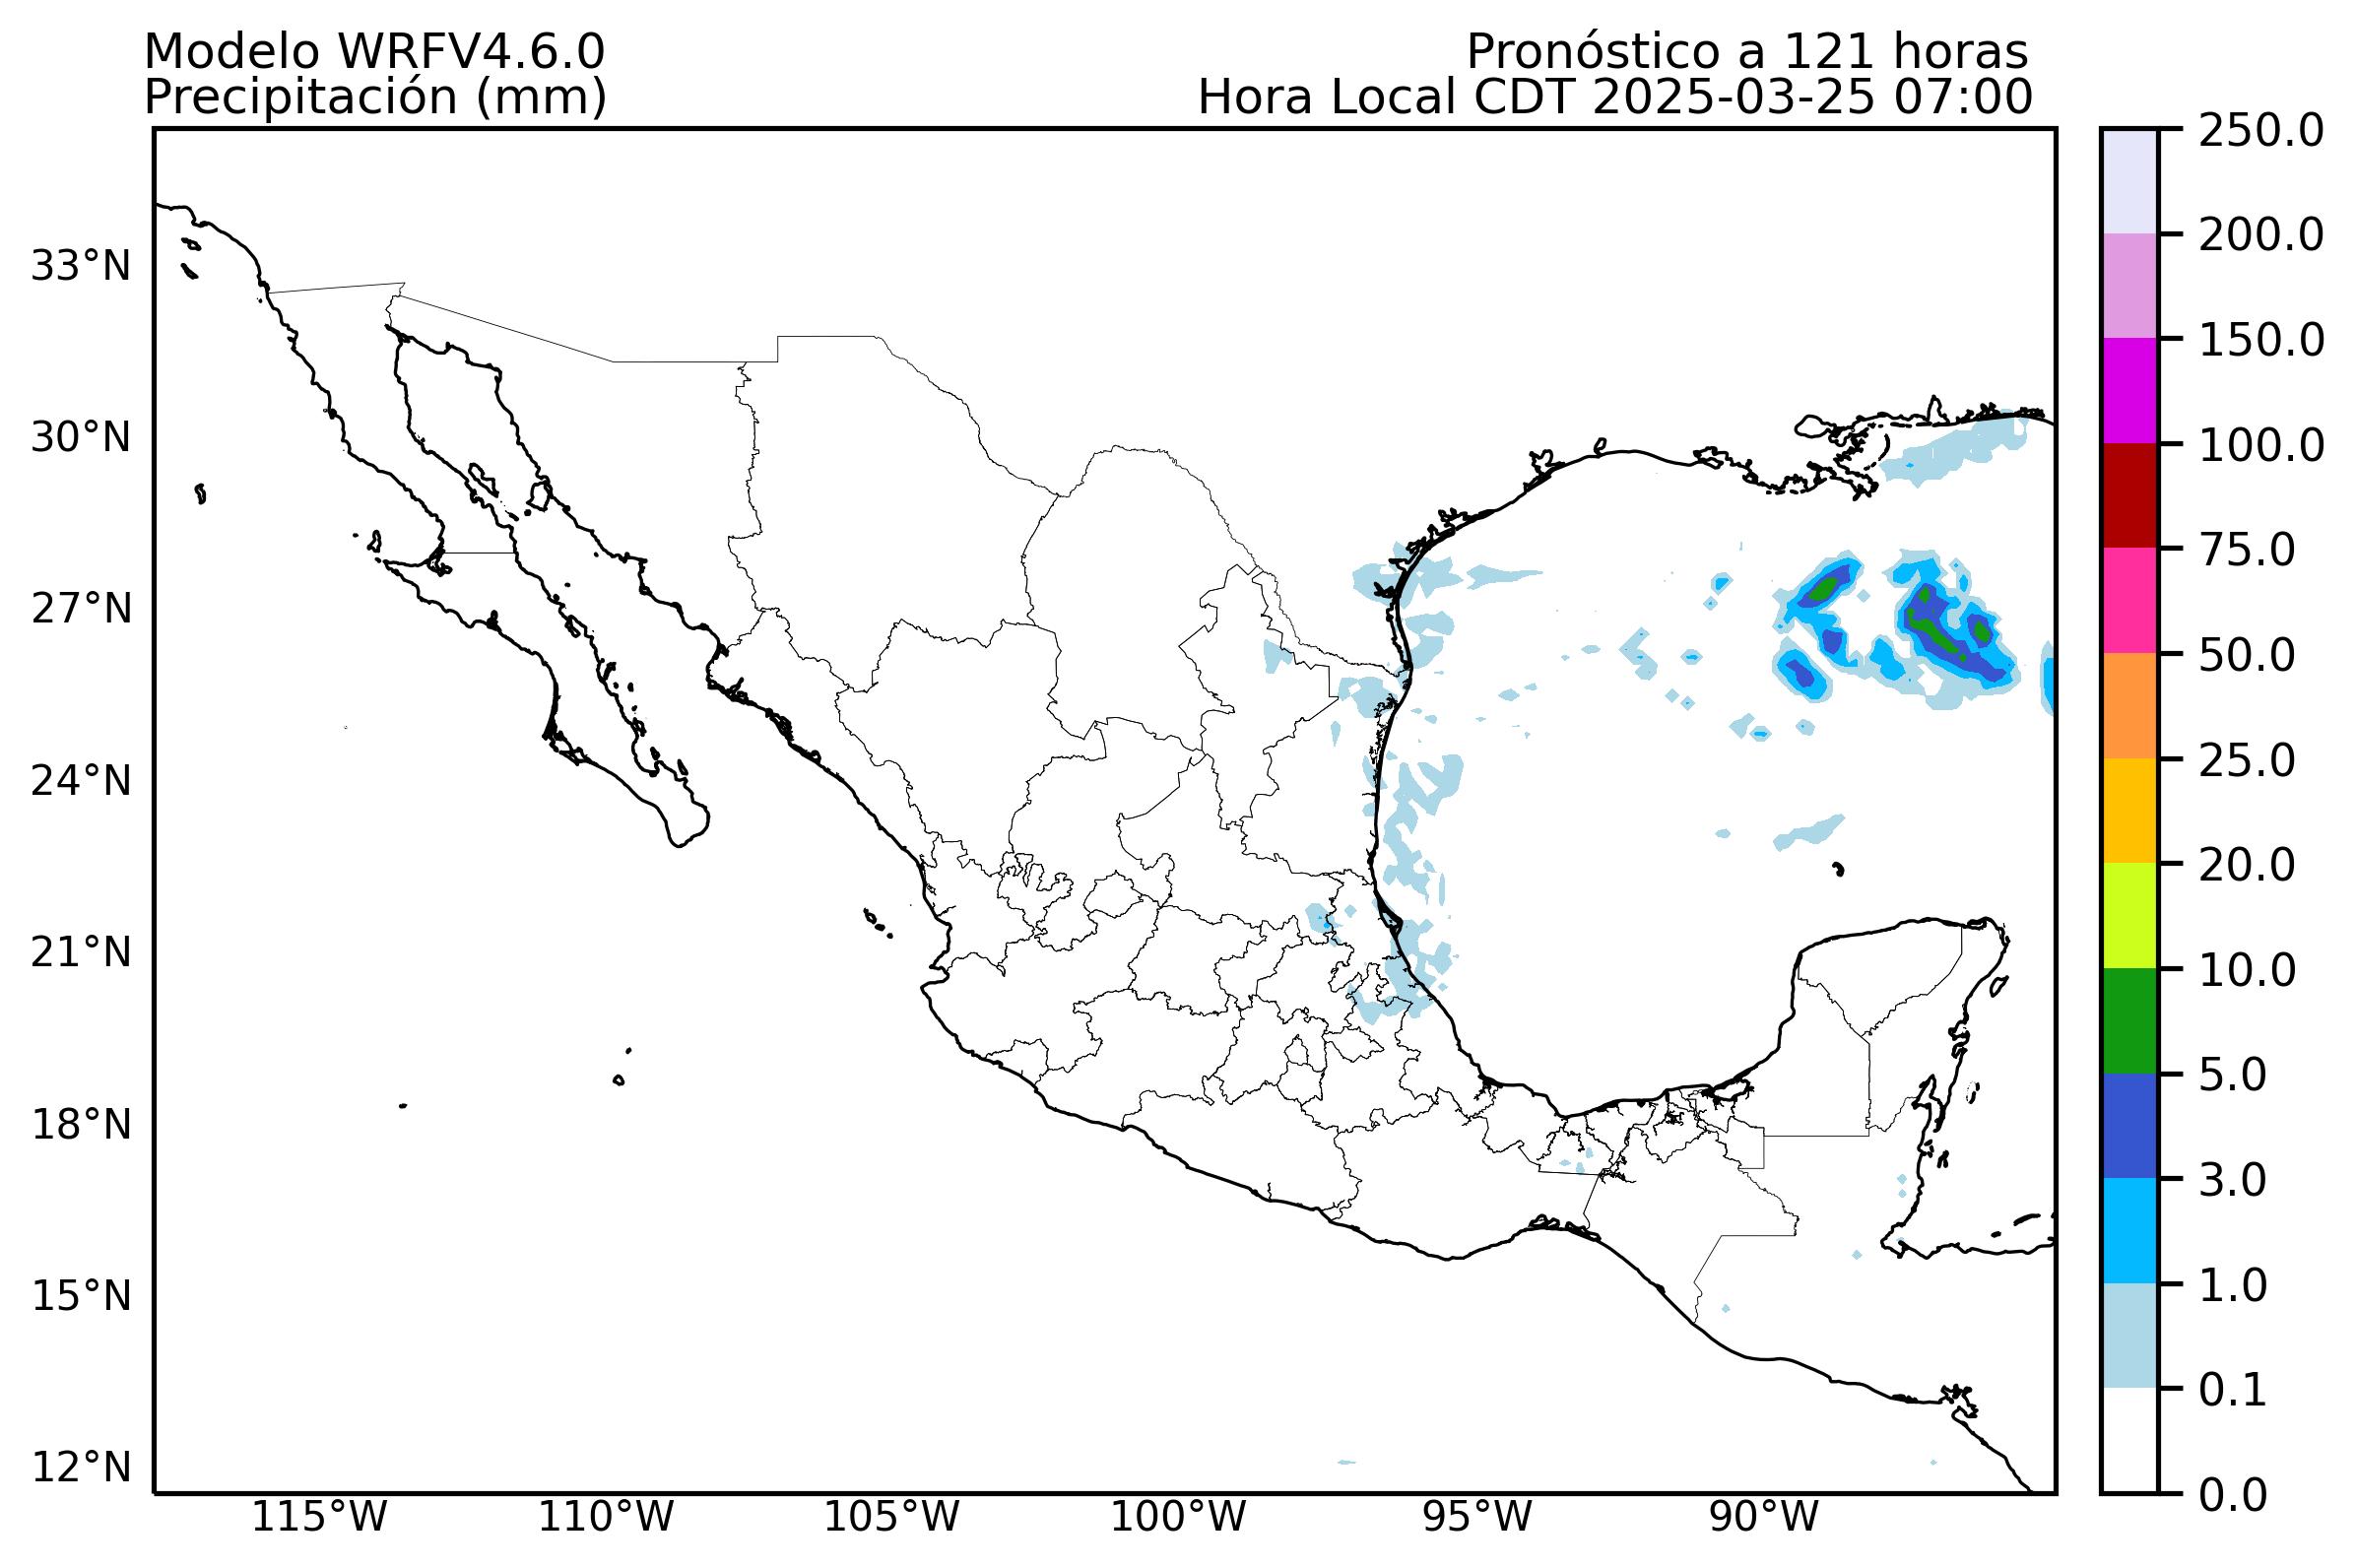 Modelo WRFV4.6.0
Pronóstico a 121 horas
Precipitación (mm)
Hora Local CDT 2025-03-25 07:00
33°N
30°N
27°N
24°N
21°N
18°N
15°N
12°N
115°W
110°W
105°W
100°W
95°W
90°W
250.0
200.0
150.0
100.0
75.0
50.0
25.0
20.0
10.0
5.0
3.0
1.0
0.1
0.0